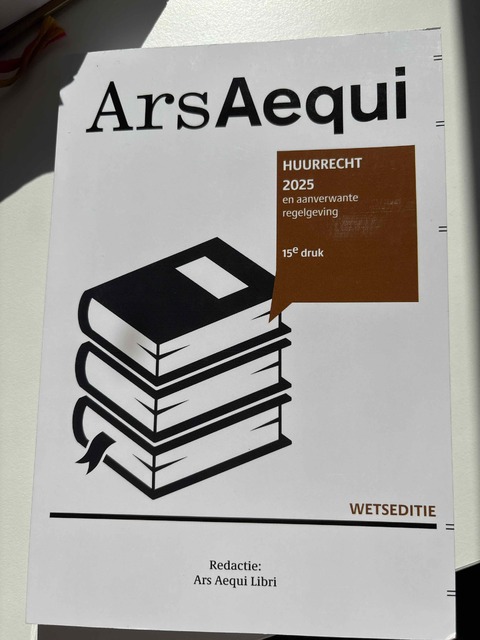 ArsAequi
HUURRECHT
2025
en aanverwante
regelgeving
15e druk
WETSEDITIE
Redactie:
Ars Aequi Libri